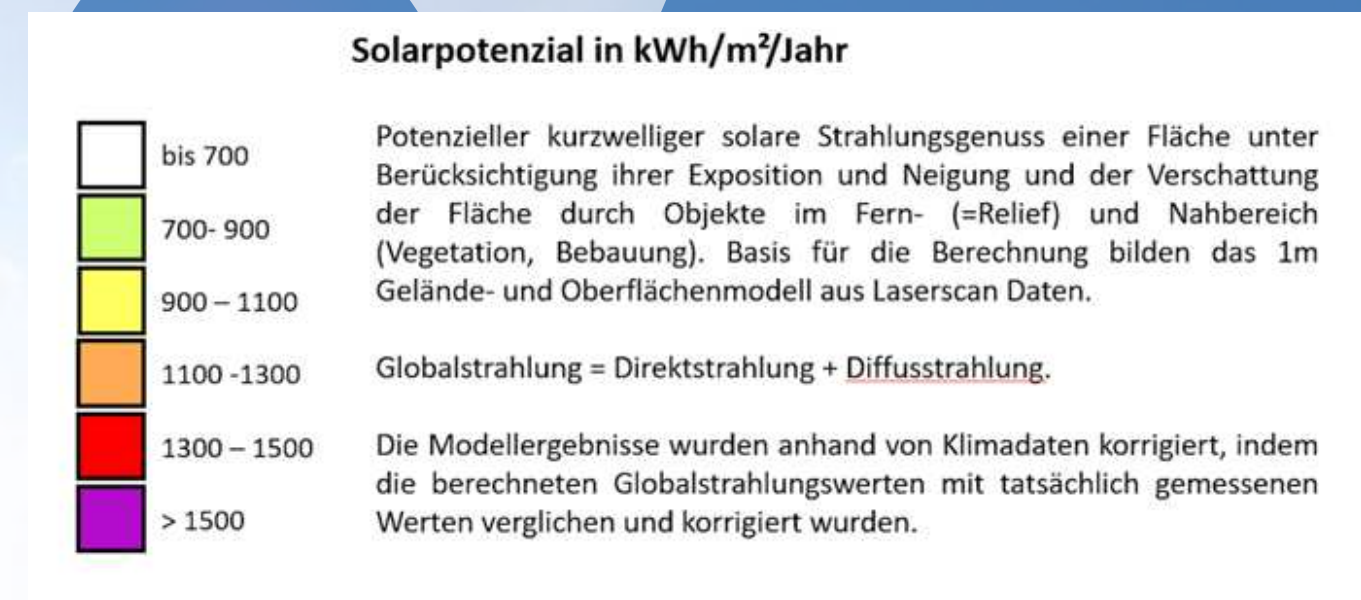 Solarpotenzial in kWh/m²/Jahr
bis 700
700- 900
900 – 1100
1100 -1300
1300 – 1500
> 1500
Potenzieller kurzwelliger solare Strahlungsgenuss einer Fläche unter
Berücksichtigung ihrer Exposition und Neigung und der Verschattung
der Fläche durch Objekte im Fern- (=Relief) und Nahbereich
(Vegetation, Bebauung). Basis für die Berechnung bilden das 1m
Gelände- und Oberflächenmodell aus Laserscan Daten.
Globalstrahlung = Direktstrahlung + Diffusstrahlung.
Die Modellergebnisse wurden anhand von Klimadaten korrigiert, indem
die berechneten Globalstrahlungswerten mit tatsächlich gemessenen
Werten verglichen und korrigiert wurden.